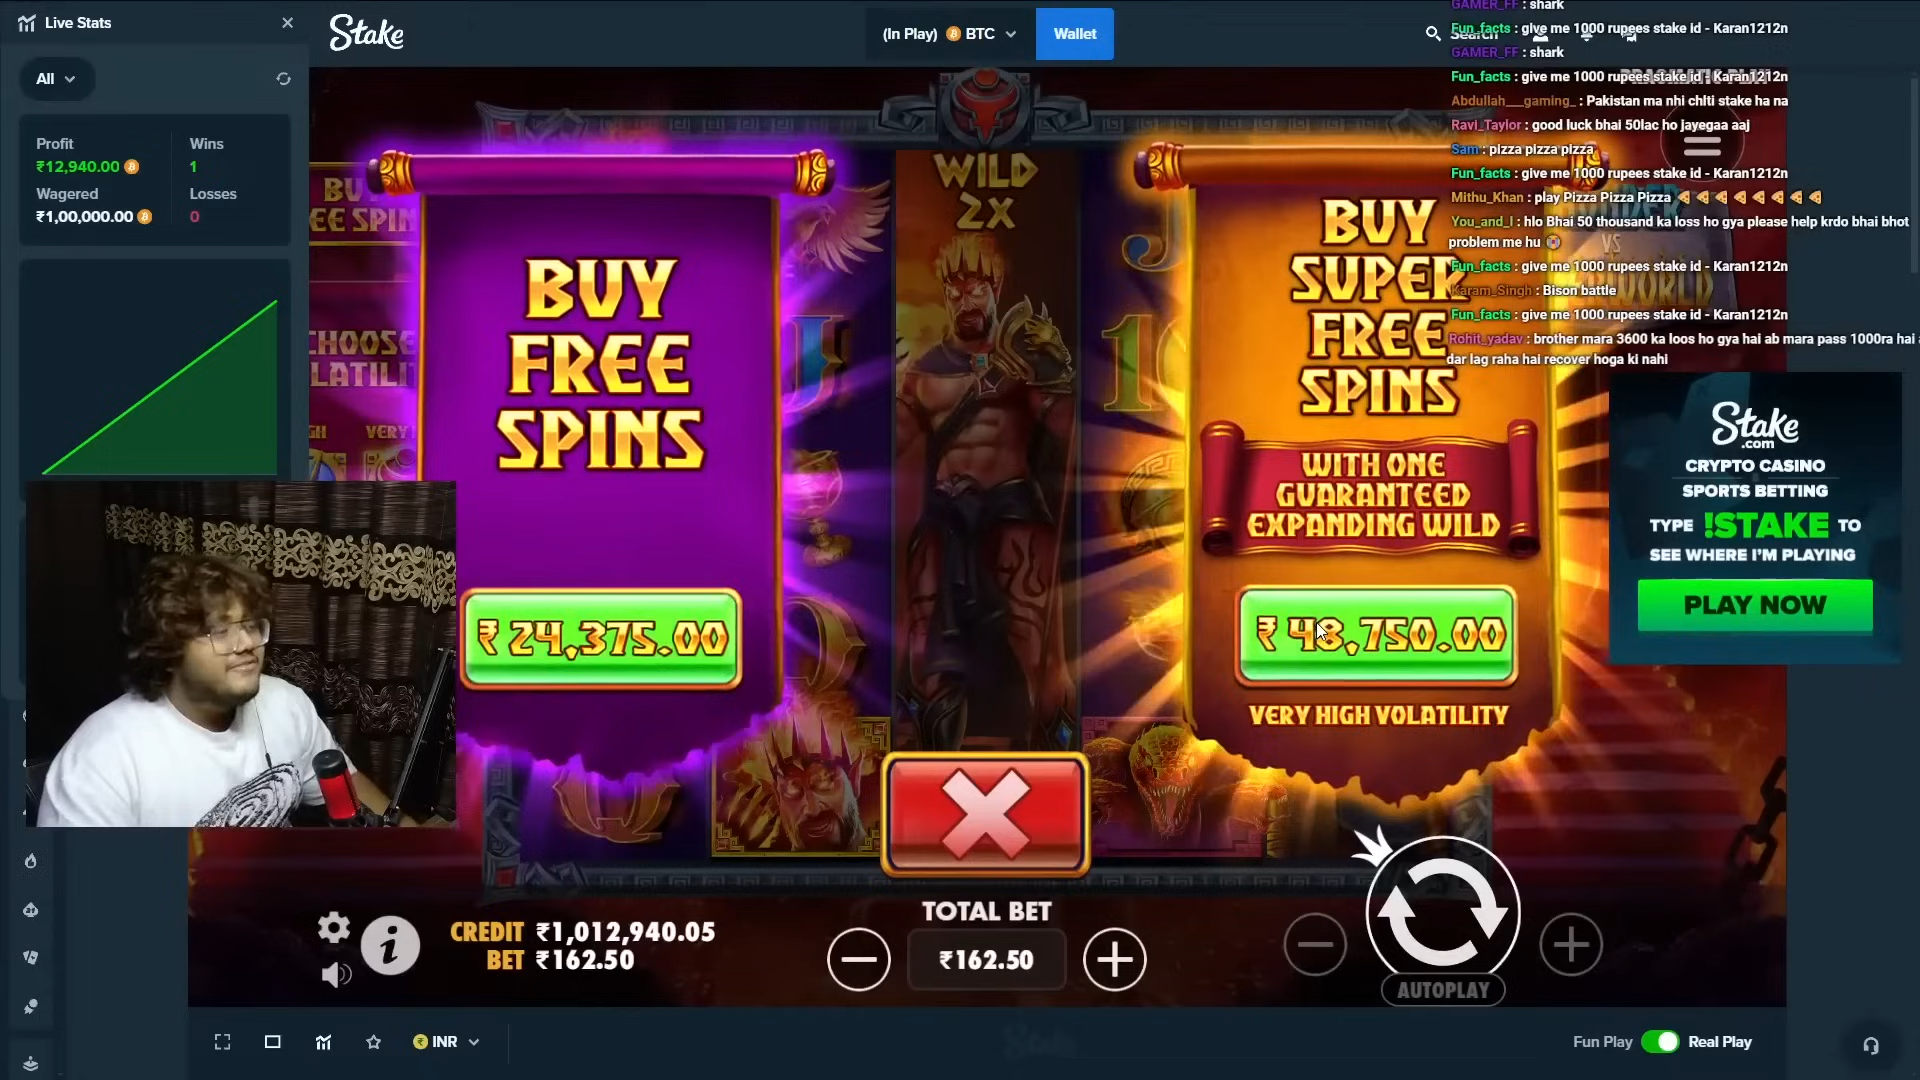 Live Stats
All
Profit
₹12,940.00
Wins
1
Wagered
₹1,00,000.00
Losses
0
Stake
(In Play) BTC
Wallet
Search
WILD
2X
BUY
FREE
SPINS
₹ 24,375.00
BUY
SUPER
FREE
SPINS
WITH ONE
GUARANTEED
EXPANDING WILD
₹ 48,750.00
VERY HIGH VOLATILITY
GAMER_FF : shark
Fun_facts : give me 1000 rupees stake id - Karan1212n
GAMER_FF : shark
Fun_facts : give me 1000 rupees stake id - Karan1212n
Abdullah___gaming_ : Pakistan ma nhi chlti stake ha na
Ravi_Taylor : good luck bhai 50lac ho jayegaa aaj
Sam : pizza pizza pizza
Fun_facts : give me 1000 rupees stake id - Karan1212n
Mithu_Khan : play Pizza Pizza Pizza 🍕 🍕 🍕 🍕 🍕 🍕 🍕 🍕
You_and_I : hlo Bhai 50 thousand ka loss ho gya please help krdo bhai bhot
problem me hu 😭
Fun_facts : give me 1000 rupees stake id - Karan1212n
Karam_Singh : Bison battle
Fun_facts : give me 1000 rupees stake id - Karan1212n
Rohit_yadav : brother mara 3600 ka loos ho gya hai ab mara pass 1000ra hai
dar lag raha hai recover hoga ki nahi
Stake
.com
CRYPTO CASINO
SPORTS BETTING
TYPE !STAKE TO
SEE WHERE I'M PLAYING
PLAY NOW
CREDIT ₹1,012,940.05
BET ₹162.50
TOTAL BET
₹162.50
AUTOPLAY
INR
Fun Play
Real Play